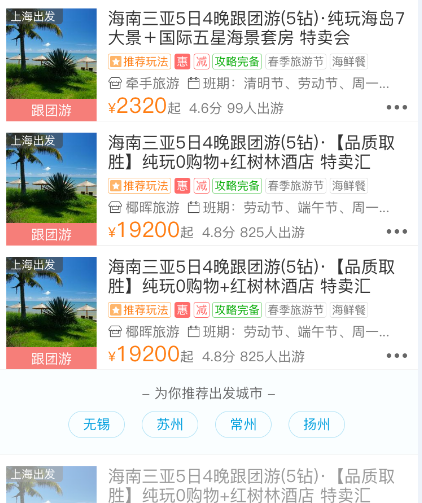 上海出发
海南三亚5日4晚跟团游(5钻)·纯玩海岛7
大景＋国际五星海景套房 特卖会
推荐玩法 惠 减 攻略完备 春季旅游节 海鲜餐
牵手旅游 班期：清明节、劳动节、周一...
跟团游
¥2320起 4.6分 99人出游
上海出发
海南三亚5日4晚跟团游(5钻)·【品质取
胜】纯玩0购物+红树林酒店 特卖汇
推荐玩法 惠 减 攻略完备 春季旅游节 海鲜餐
椰晖旅游 班期：劳动节、端午节、周一...
跟团游
¥19200起 4.8分 825人出游
上海出发
海南三亚5日4晚跟团游(5钻)·【品质取
胜】纯玩0购物+红树林酒店 特卖汇
推荐玩法 惠 减 攻略完备 春季旅游节 海鲜餐
椰晖旅游 班期：劳动节、端午节、周一...
跟团游
¥19200起 4.8分 825人出游
– 为你推荐出发城市 –
无锡 苏州 常州 扬州
上海出发
海南三亚5日4晚跟团游(5钻)·【品质取
胜】纯玩0购物+红树林酒店 特卖汇